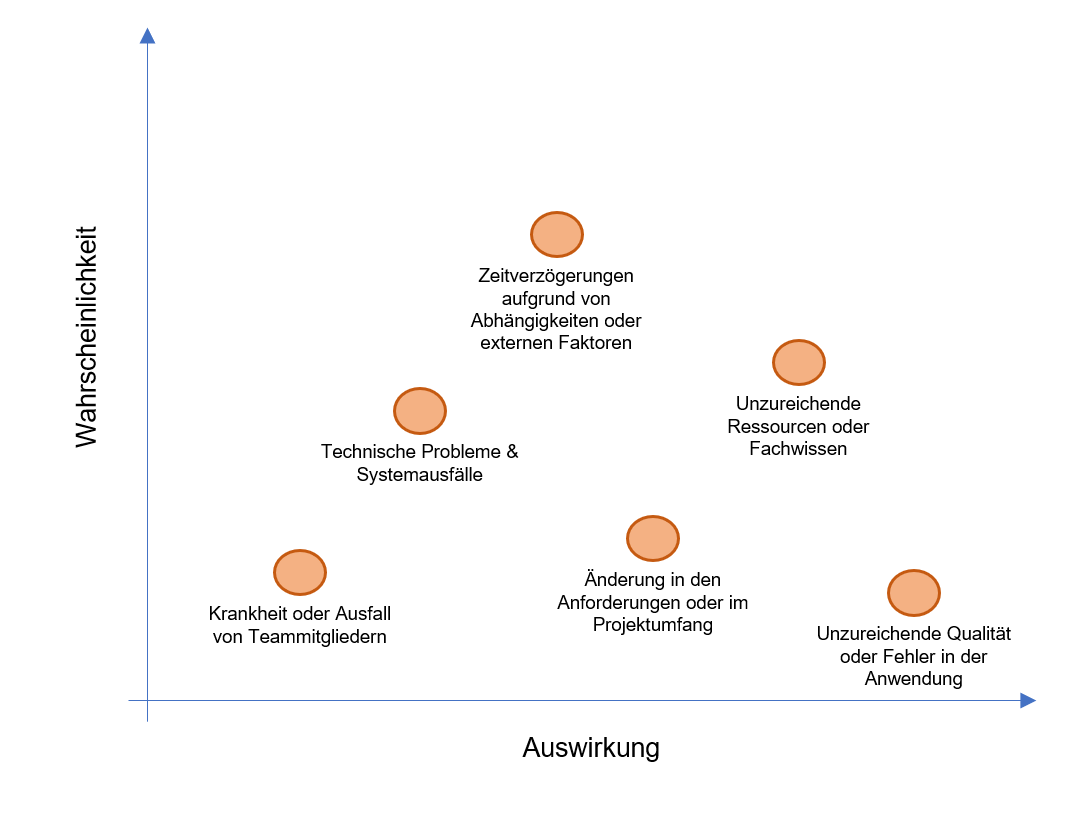 Wahrscheinlichkeit
Zeitverzögerungen
aufgrund von
Abhängigkeiten oder
externen Faktoren
Unzureichende
Ressourcen oder
Fachwissen
Technische Probleme &
Systemausfälle
Änderung in den
Anforderungen oder im
Projektumfang
Krankheit oder Ausfall
von Teammitgliedern
Unzureichende Qualität
oder Fehler in der
Anwendung
Auswirkung